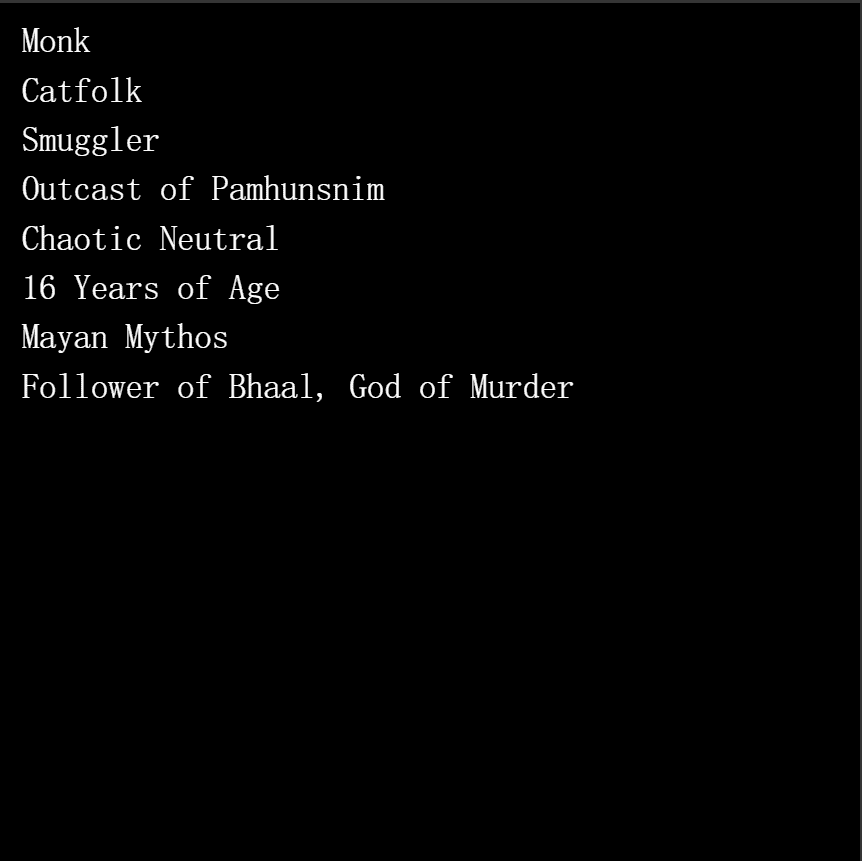 Monk
Catfolk
Smuggler
Outcast of Pamhunsnim
Chaotic Neutral
16 Years of Age
Mayan Mythos
Follower of Bhaal, God of Murder